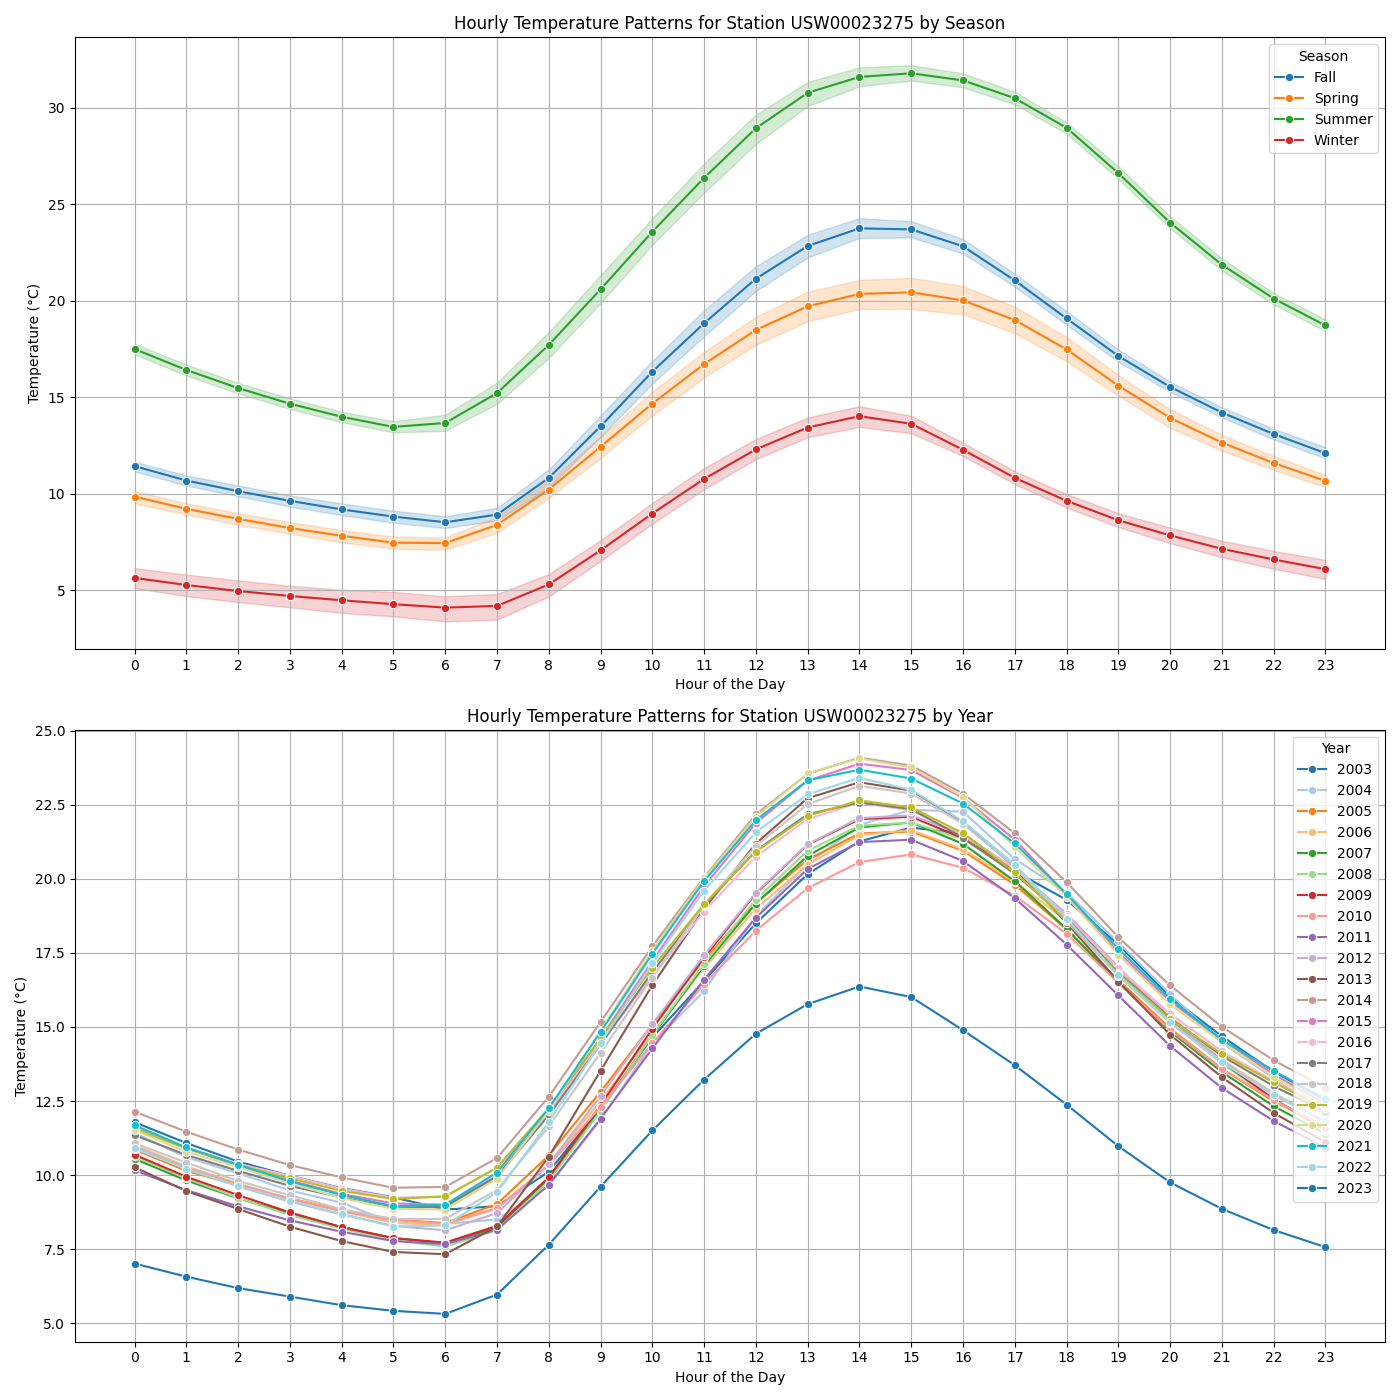 Hourly Temperature Patterns for Station USW00023275 by Season
Season
Fall
Spring
Summer
Winter
Temperature (°C)
30
25
20
15
10
5
0 1 2 3 4 5 6 7 8 9 10 11 12 13 14 15 16 17 18 19 20 21 22 23
Hour of the Day
Hourly Temperature Patterns for Station USW00023275 by Year
Year
2003
2004
2005
2006
2007
2008
2009
2010
2011
2012
2013
2014
2015
2016
2017
2018
2019
2020
2021
2022
2023
Temperature (°C)
25.0
22.5
20.0
17.5
15.0
12.5
10.0
7.5
5.0
0 1 2 3 4 5 6 7 8 9 10 11 12 13 14 15 16 17 18 19 20 21 22 23
Hour of the Day